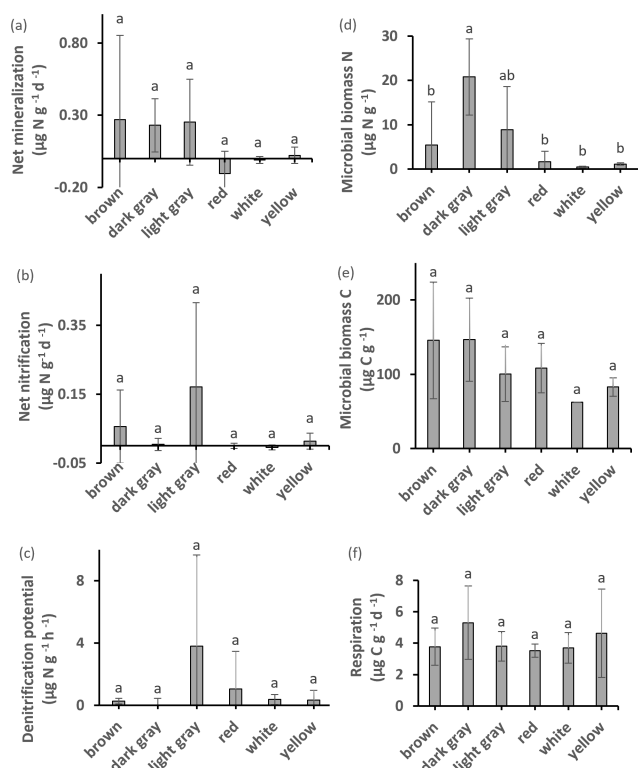 (a)
Net mineralization
(µg N g⁻¹ d⁻¹)
0.80
0.30
-0.20
a
a
a
a
a
a
brown
dark gray
light gray
red
white
yellow
(b)
Net nitrification
(µg N g⁻¹ d⁻¹)
0.35
0.15
-0.05
a
a
a
a
a
a
brown
dark gray
light gray
red
white
yellow
(c)
Denitrification potential
(µg N g⁻¹ h⁻¹)
8
4
0
a
a
a
a
a
a
brown
dark gray
light gray
red
white
yellow
(d)
Microbial biomass N
(µg N g⁻¹)
30
20
10
0
b
a
ab
b
b
b
brown
dark gray
light gray
red
white
yellow
(e)
Microbial biomass C
(µg C g⁻¹)
200
100
0
a
a
a
a
a
a
brown
dark gray
light gray
red
white
yellow
(f)
Respiration
(µg C g⁻¹ d⁻¹)
8
6
4
2
0
a
a
a
a
a
a
brown
dark gray
light gray
red
white
yellow